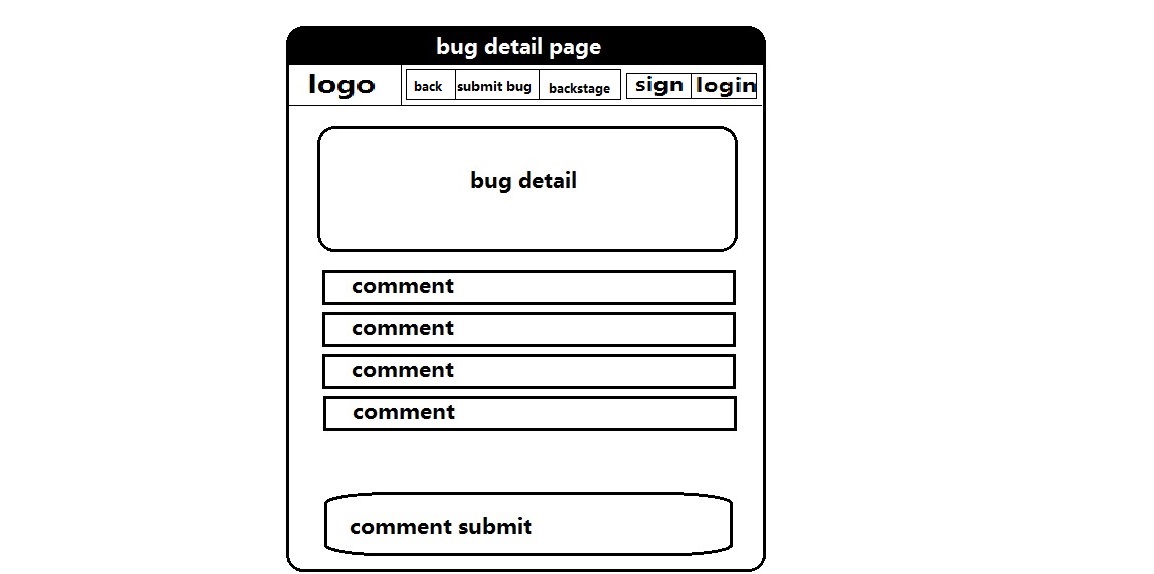 bug detail page
logo back submit bug backstage sign login
bug detail
comment
comment
comment
comment
comment submit